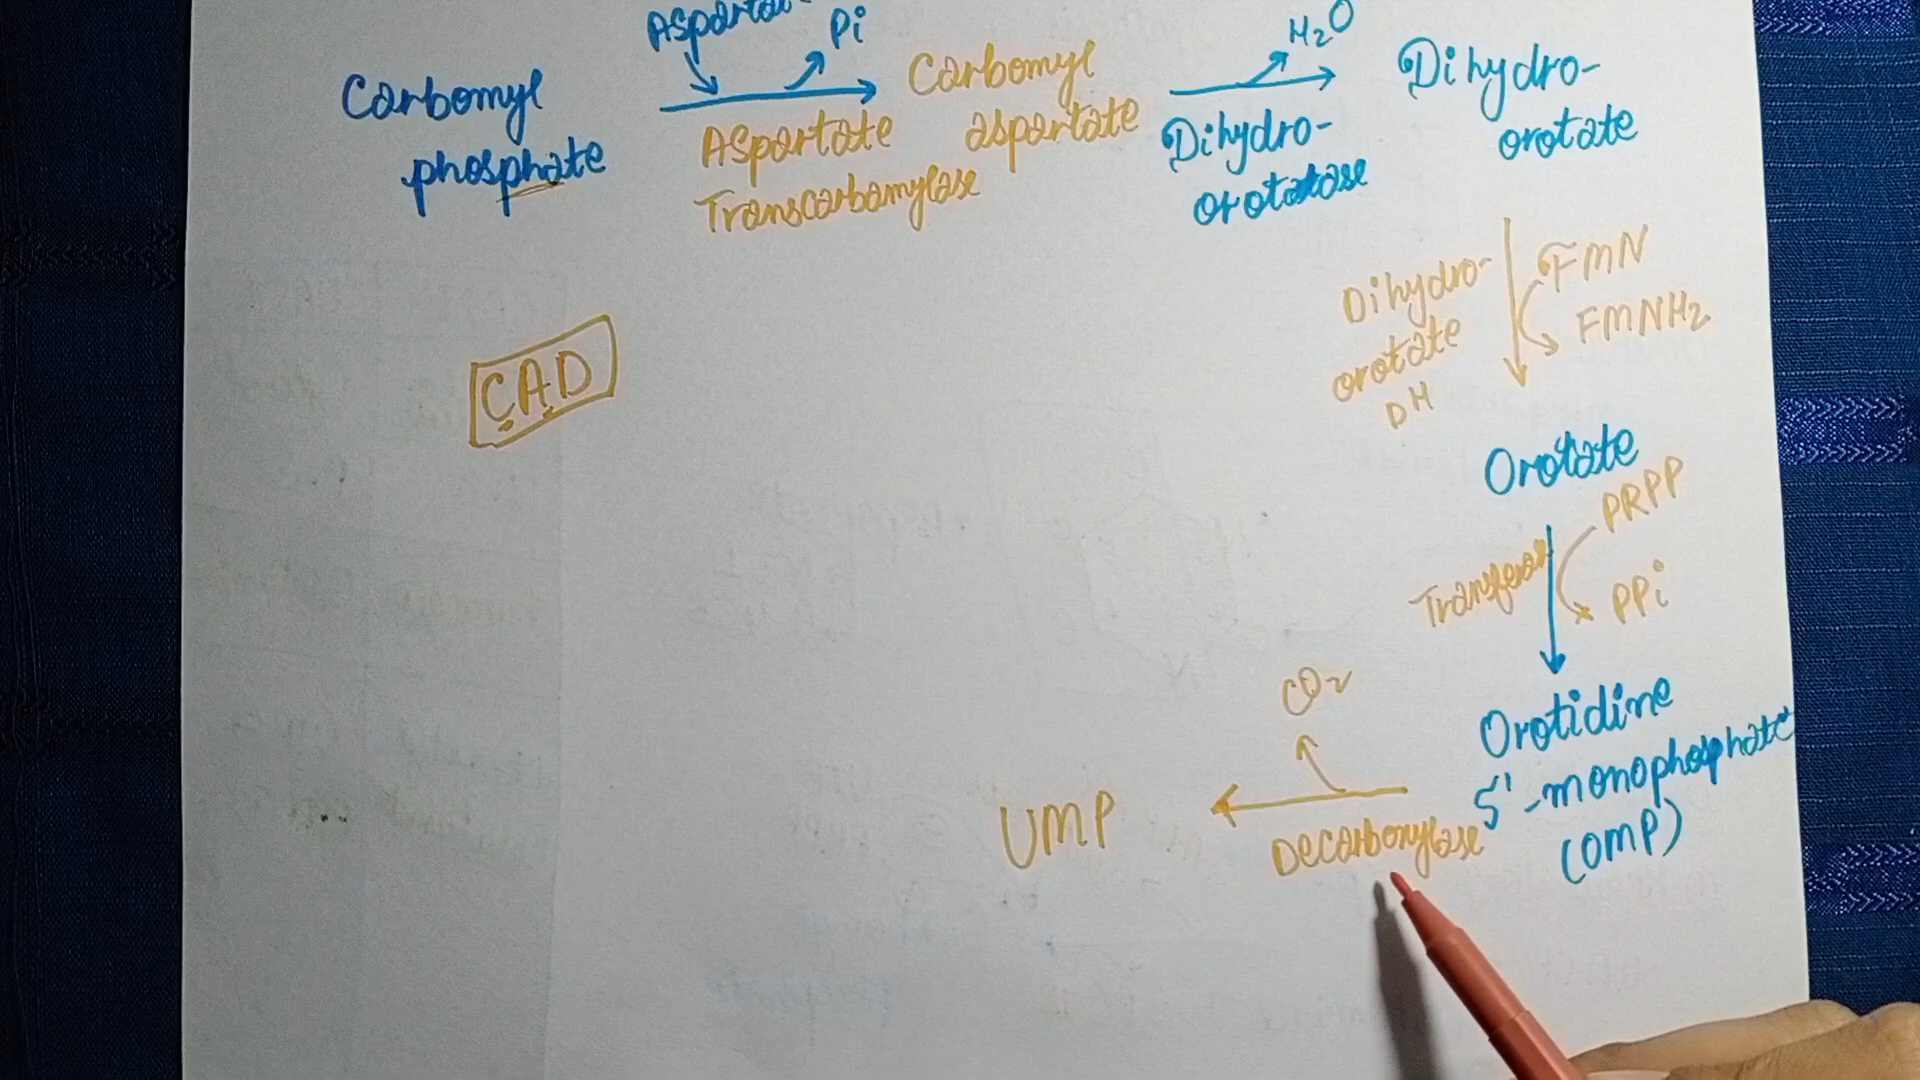 Aspartate
Pi
H2O
Carbomyl
phosphate
Carbomyl
aspartate
Aspartate
Transcarbamylase
Dihydro-
orotatase
Dihydro-
orotate
Dihydro-
orotate
DH
FMN
FMNH2
CAD
Orotate
PRPP
PPi
CO2
Orotidine
5'-monophosphate
(OMP)
Decarboxylase
UMP